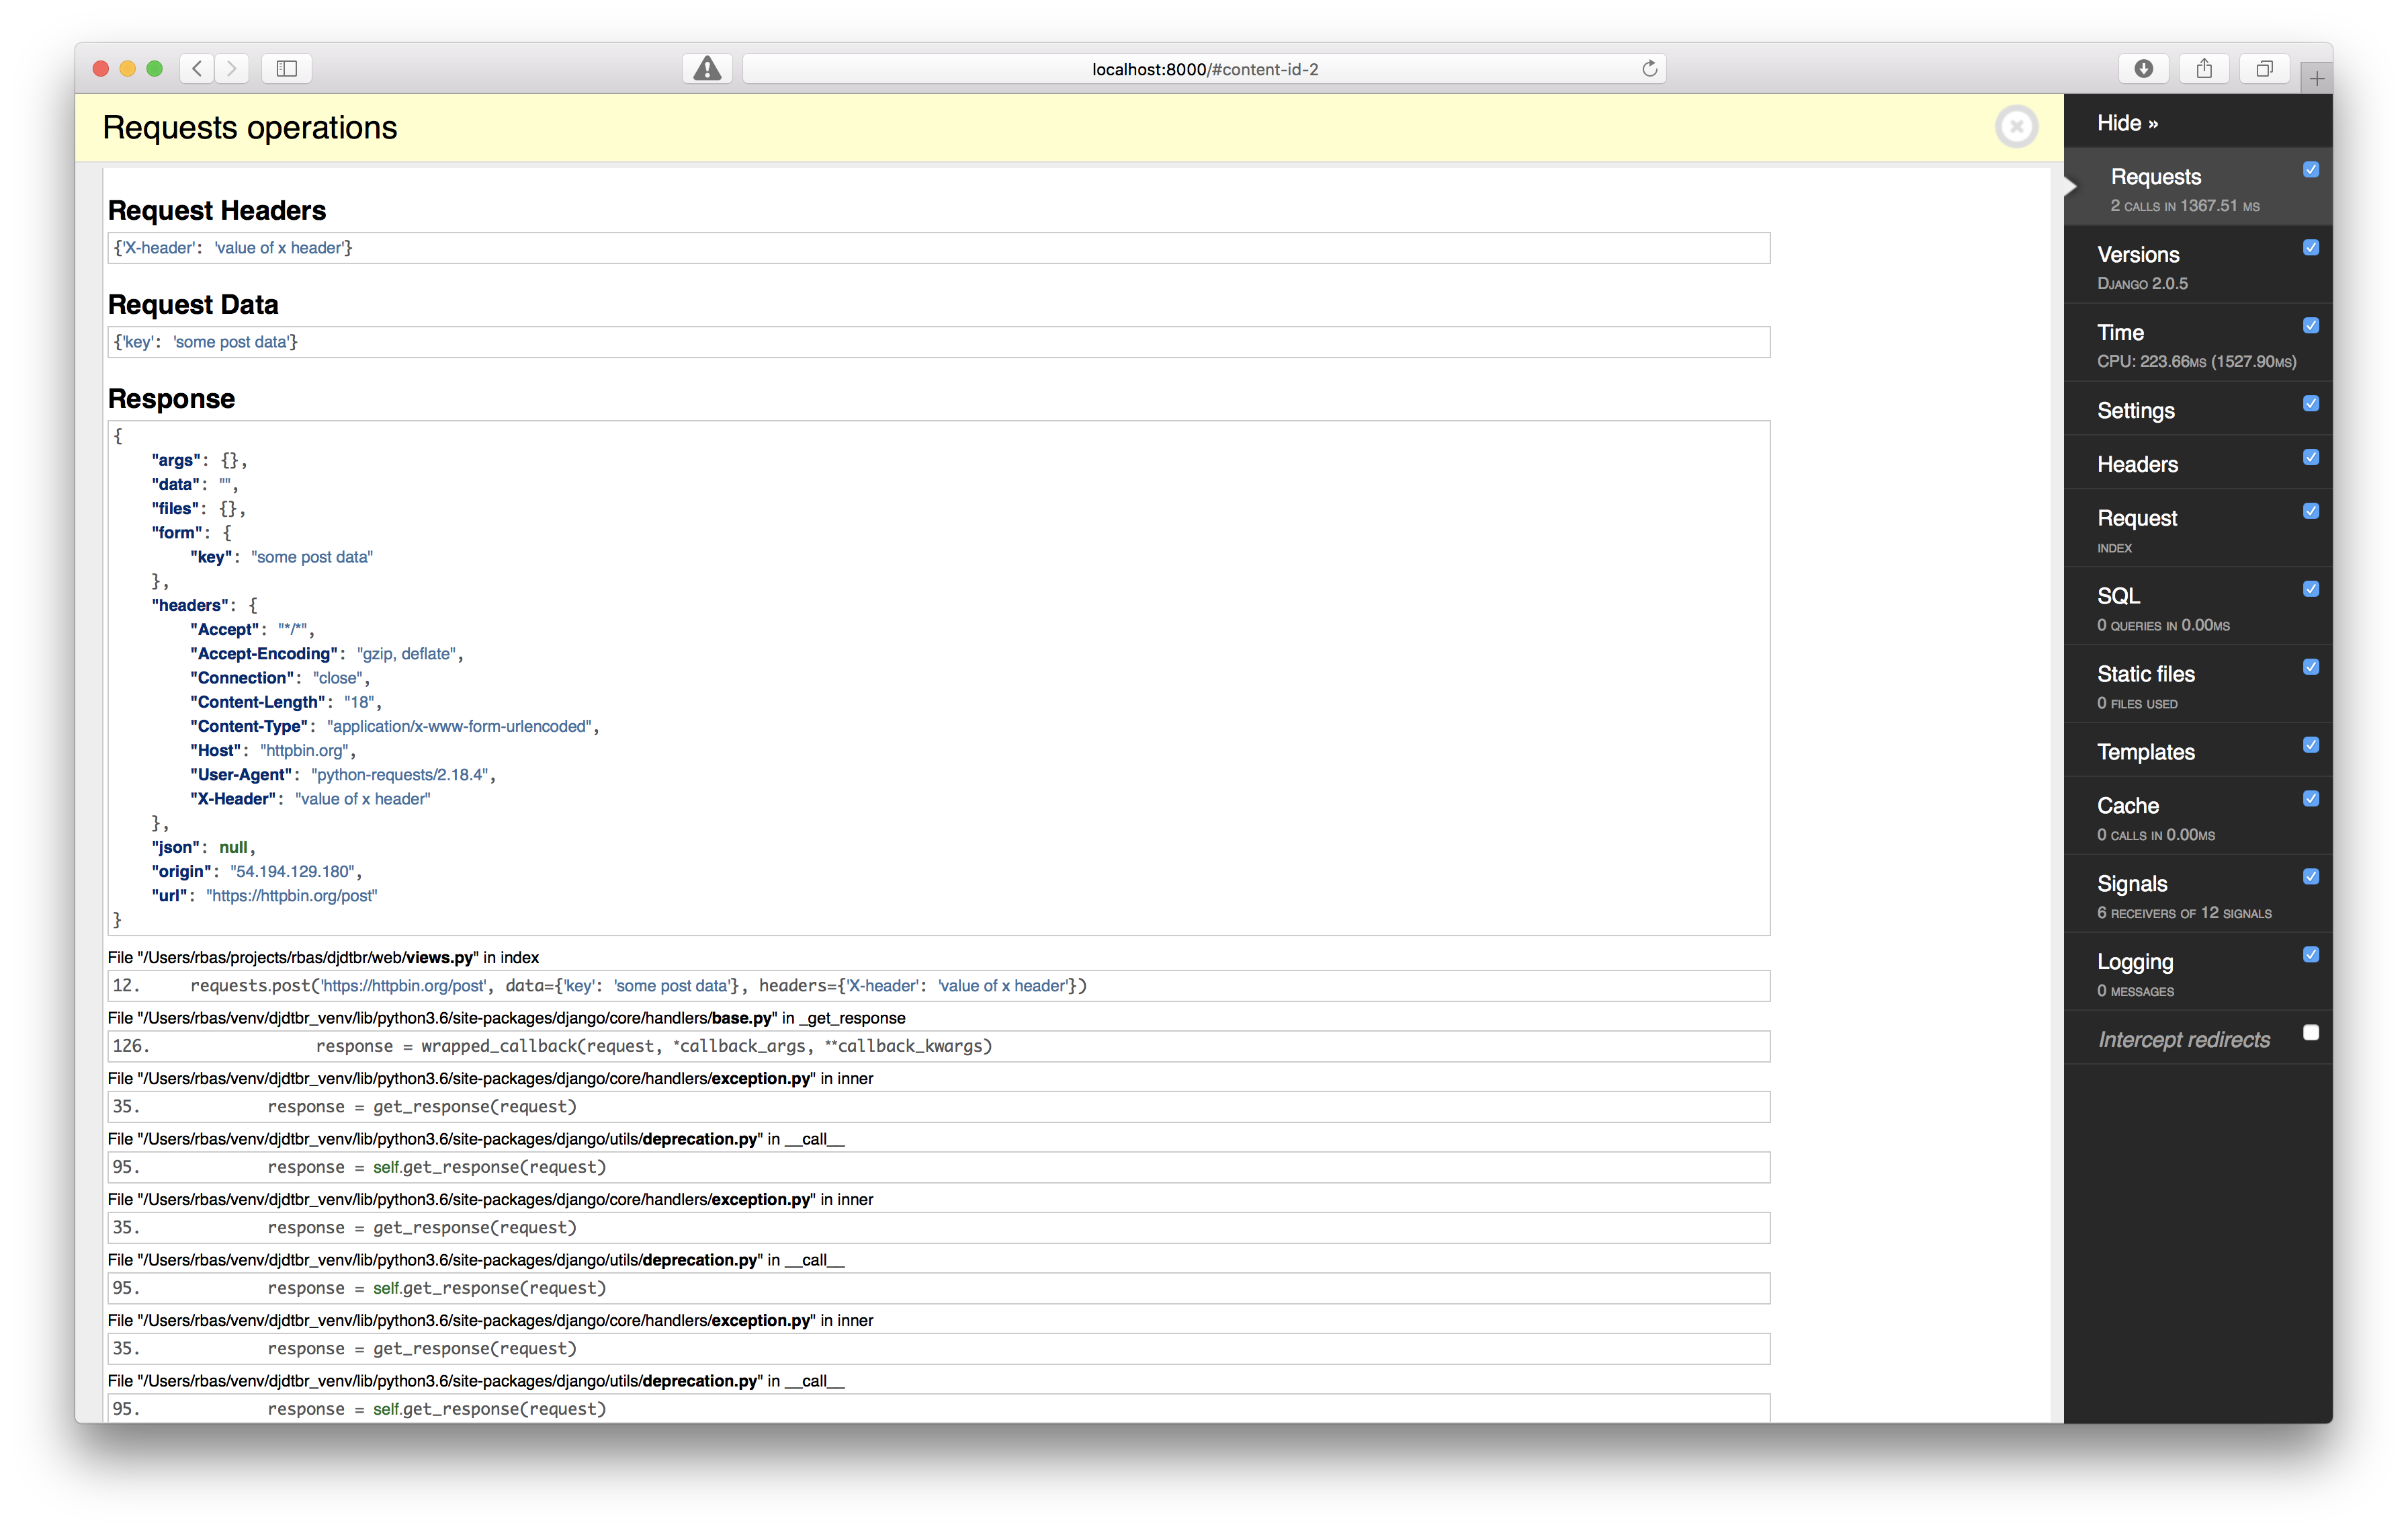 localhost:8000/#content-id-2
Requests operations
Request Headers
{'X-header': 'value of x header'}
Request Data
{'key': 'some post data'}
Response
{
"args": {},
"data": "",
"files": {},
"form": {
"key": "some post data"
},
"headers": {
"Accept": "*/*",
"Accept-Encoding": "gzip, deflate",
"Connection": "close",
"Content-Length": "18",
"Content-Type": "application/x-www-form-urlencoded",
"Host": "httpbin.org",
"User-Agent": "python-requests/2.18.4",
"X-Header": "value of x header"
},
"json": null,
"origin": "54.194.129.180",
"url": "https://httpbin.org/post"
}
File "/Users/rbas/projects/rbas/djdtbr/web/views.py" in index
12. requests.post('https://httpbin.org/post', data={'key': 'some post data'}, headers={'X-header': 'value of x header'})
File "/Users/rbas/venv/djdtbr_venv/lib/python3.6/site-packages/django/core/handlers/base.py" in _get_response
126. response = wrapped_callback(request, *callback_args, **callback_kwargs)
File "/Users/rbas/venv/djdtbr_venv/lib/python3.6/site-packages/django/core/handlers/exception.py" in inner
35. response = get_response(request)
File "/Users/rbas/venv/djdtbr_venv/lib/python3.6/site-packages/django/utils/deprecation.py" in __call__
95. response = self.get_response(request)
File "/Users/rbas/venv/djdtbr_venv/lib/python3.6/site-packages/django/core/handlers/exception.py" in inner
35. response = get_response(request)
File "/Users/rbas/venv/djdtbr_venv/lib/python3.6/site-packages/django/utils/deprecation.py" in __call__
95. response = self.get_response(request)
File "/Users/rbas/venv/djdtbr_venv/lib/python3.6/site-packages/django/core/handlers/exception.py" in inner
35. response = get_response(request)
File "/Users/rbas/venv/djdtbr_venv/lib/python3.6/site-packages/django/utils/deprecation.py" in __call__
95. response = self.get_response(request)
Hide »
Requests
2 CALLS IN 1367.51 MS
Versions
DJANGO 2.0.5
Time
CPU: 223.66MS (1527.90MS)
Settings
Headers
Request
INDEX
SQL
0 QUERIES IN 0.00MS
Static files
0 FILES USED
Templates
Cache
0 CALLS IN 0.00MS
Signals
6 RECEIVERS OF 12 SIGNALS
Logging
0 MESSAGES
Intercept redirects